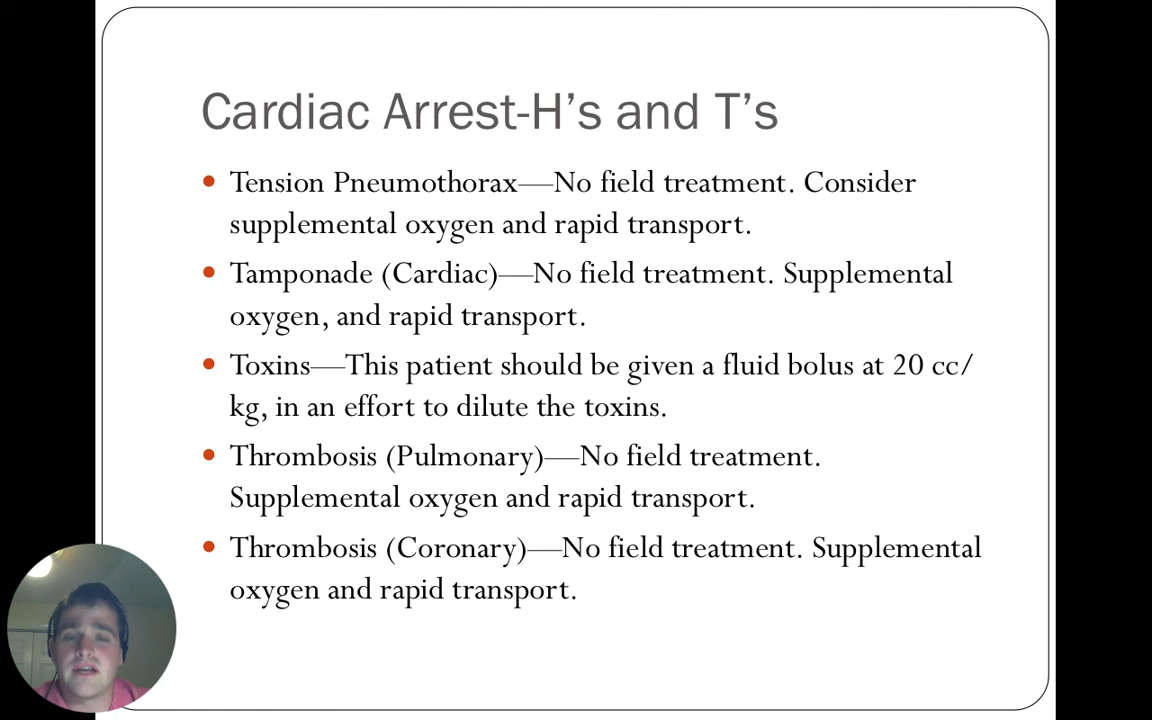 Cardiac Arrest-H’s and T’s
Tension Pneumothorax—No field treatment. Consider
supplemental oxygen and rapid transport.
Tamponade (Cardiac)—No field treatment. Supplemental
oxygen, and rapid transport.
Toxins—This patient should be given a fluid bolus at 20 cc/
kg, in an effort to dilute the toxins.
Thrombosis (Pulmonary)—No field treatment.
Supplemental oxygen and rapid transport.
Thrombosis (Coronary)—No field treatment. Supplemental
oxygen and rapid transport.